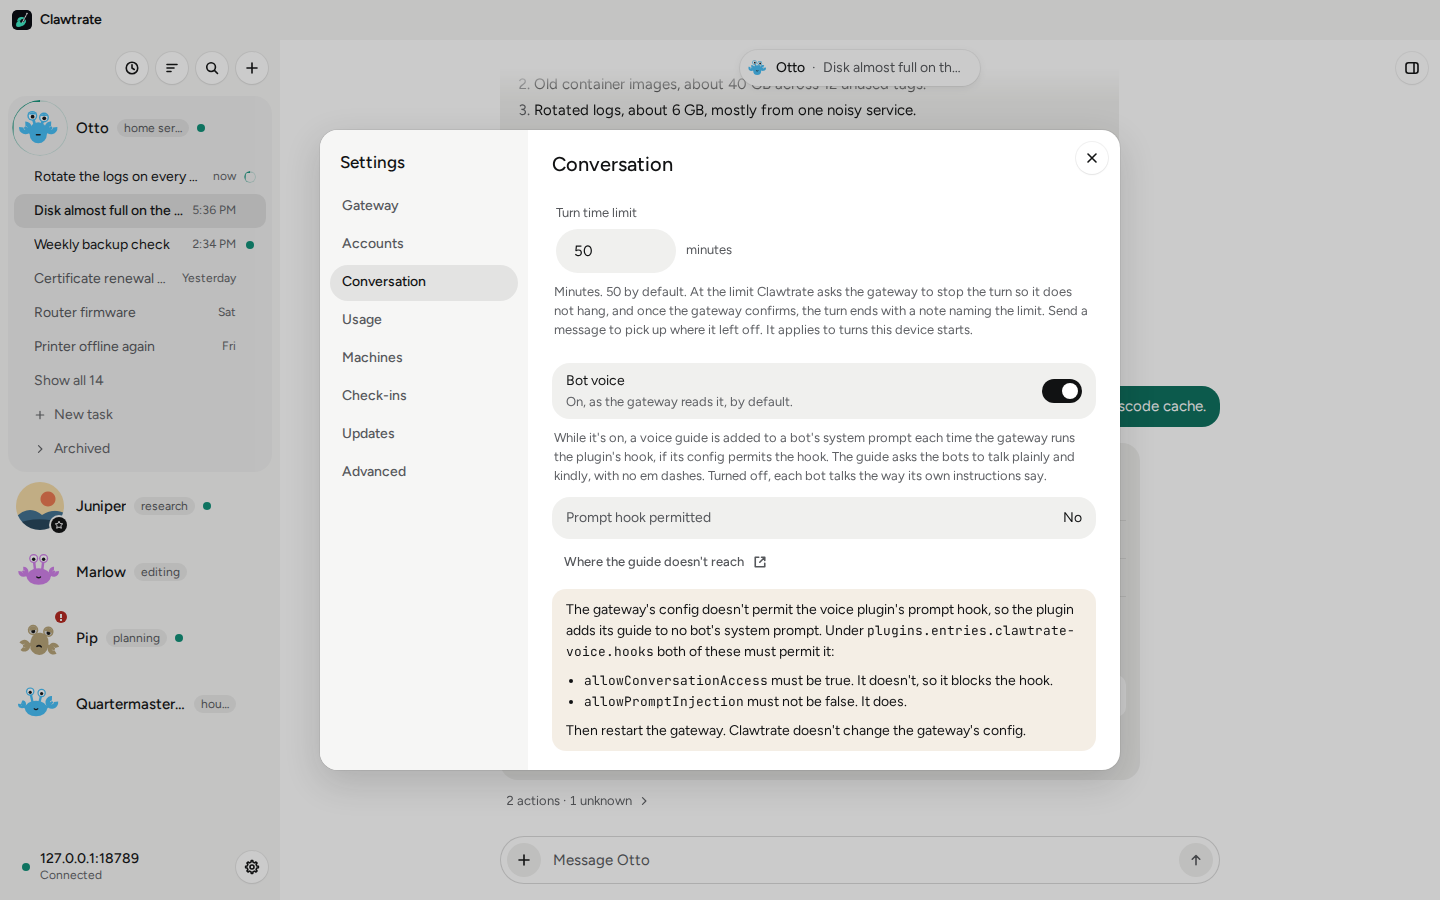 Clawtrate
Otto home ser...
Rotate the logs on every ... now
Disk almost full on the ... 5:36 PM
Weekly backup check 2:34 PM
Certificate renewal ... Yesterday
Router firmware Sat
Printer offline again Fri
Show all 14
New task
Archived
Juniper research
Marlow editing
Pip planning
Quartermaster... hou...
127.0.0.1:18789
Connected
Otto · Disk almost full on th...
2. Old container images, about 40 GB across 12 unused tags.
3. Rotated logs, about 6 GB, mostly from one noisy service.
Settings
Gateway
Accounts
Conversation
Usage
Machines
Check-ins
Updates
Advanced
Conversation
Turn time limit
50 minutes
Minutes. 50 by default. At the limit Clawtrate asks the gateway to stop the turn so it does
not hang, and once the gateway confirms, the turn ends with a note naming the limit. Send a
message to pick up where it left off. It applies to turns this device starts.
Bot voice
On, as the gateway reads it, by default.
While it's on, a voice guide is added to a bot's system prompt each time the gateway runs
the plugin's hook, if its config permits the hook. The guide asks the bots to talk plainly and
kindly, with no em dashes. Turned off, each bot talks the way its own instructions say.
Prompt hook permitted No
Where the guide doesn't reach
The gateway's config doesn't permit the voice plugin's prompt hook, so the plugin
adds its guide to no bot's system prompt. Under plugins.entries.clawtrate-
voice.hooks both of these must permit it:
• allowConversationAccess must be true. It doesn't, so it blocks the hook.
• allowPromptInjection must not be false. It does.
Then restart the gateway. Clawtrate doesn't change the gateway's config.
scode cache.
2 actions · 1 unknown
Message Otto